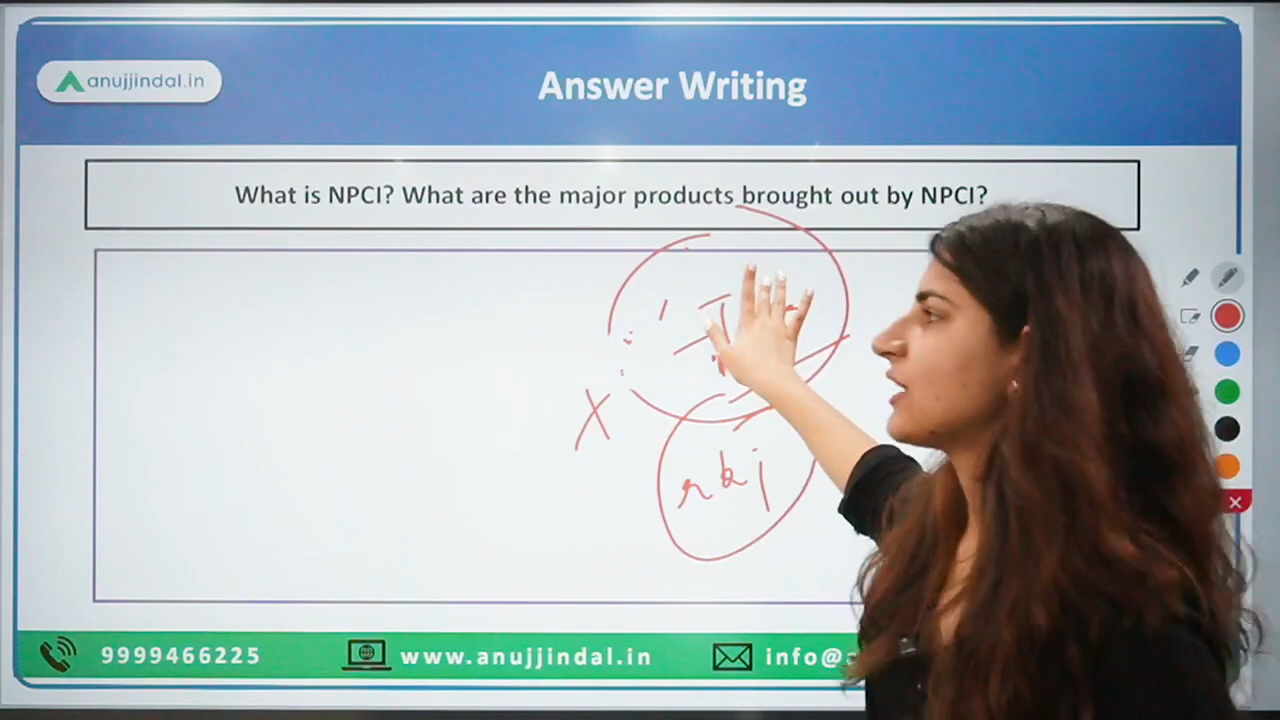 anujjindal.in
Answer Writing
What is NPCI? What are the major products brought out by NPCI?
X
rbi
9999466225
www.anujjindal.in